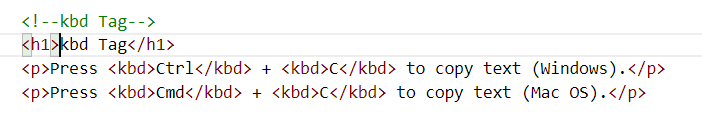 <!--kbd Tag-->
<h1>kbd Tag</h1>
<p>Press <kbd>Ctrl</kbd> + <kbd>C</kbd> to copy text (Windows).</p>
<p>Press <kbd>Cmd</kbd> + <kbd>C</kbd> to copy text (Mac OS).</p>